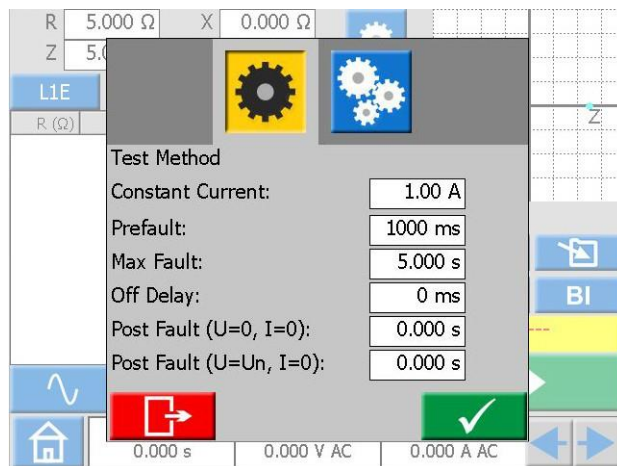 R 5.000 Ω X 0.000 Ω
Z 5.0
L1E
R (Ω)
Z
Test Method
Constant Current: 1.00 A
Prefault: 1000 ms
Max Fault: 5.000 s
Off Delay: 0 ms
BI
Post Fault (U=0, I=0): 0.000 s
Post Fault (U=Un, I=0): 0.000 s
0.000 s 0.000 V AC 0.000 A AC